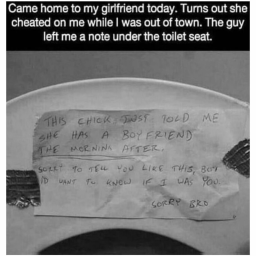 Came home to my girlfriend today. Turns out she
cheated on me while I was out of town. The guy
left me a note under the toilet seat.
THIS CHICK JUST TOLD ME
SHE HAS A BOYFRIEND
THE MORNING AFTER.
SORRY TO TELL YOU LIKE THIS, BUT
I'D WANT TO KNOW IF I WAS YOU.
SORRY BRO